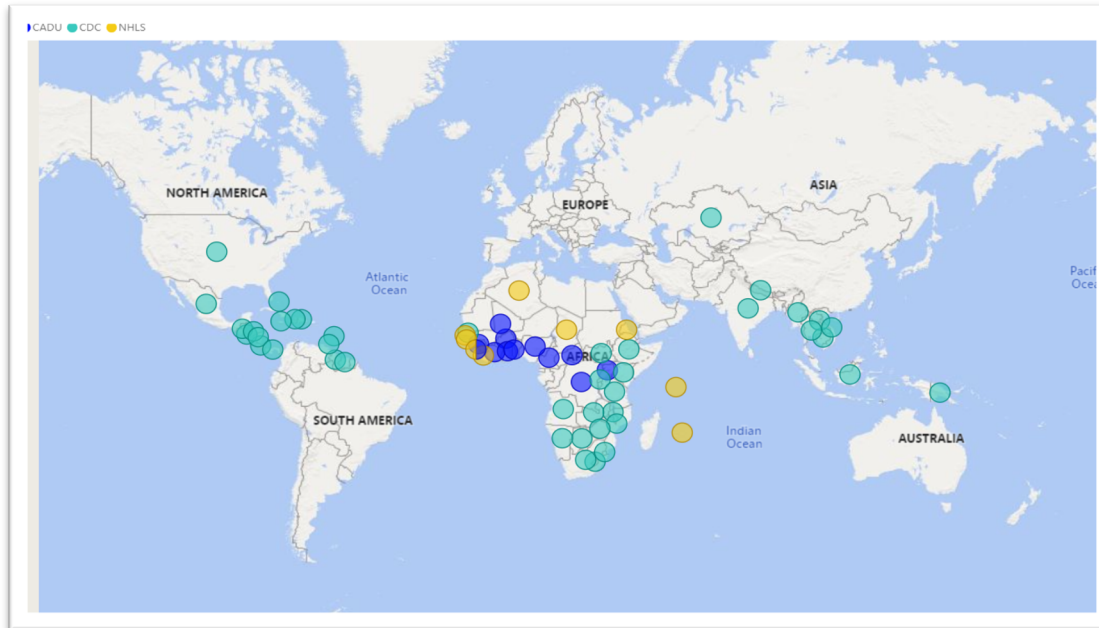 CADU CDC NHLS
NORTH AMERICA
ASIA
EUROPE
Atlantic
Ocean
AFRICA
SOUTH AMERICA
Indian
Ocean
AUSTRALIA